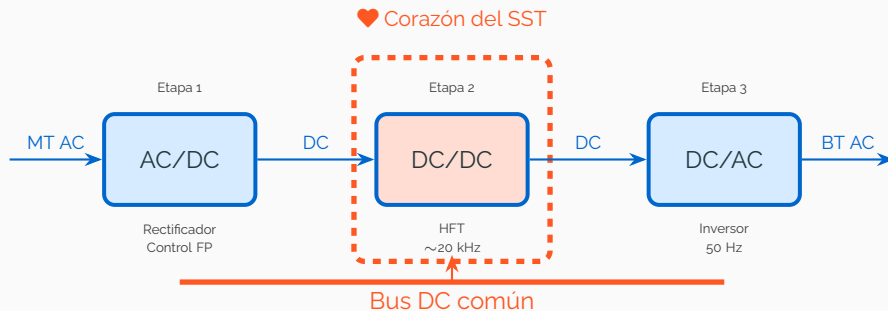 ❤ Corazón del SST
Etapa 1
Etapa 2
Etapa 3
MT AC
AC/DC
DC
DC/DC
DC
DC/AC
BT AC
Rectificador
Control FP
HFT
~20 kHz
Inversor
50 Hz
Bus DC común